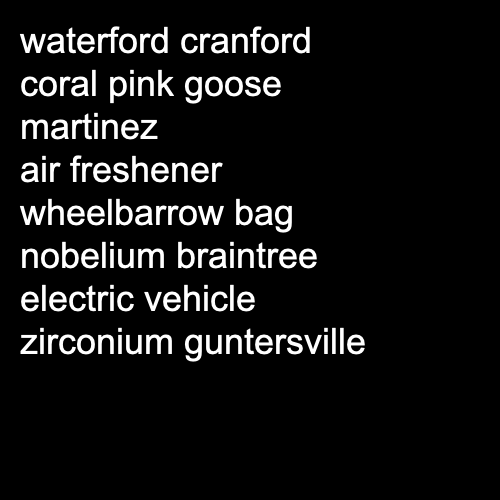 waterford cranford
coral pink goose
martinez
air freshener
wheelbarrow bag
nobelium braintree
electric vehicle
zirconium guntersville